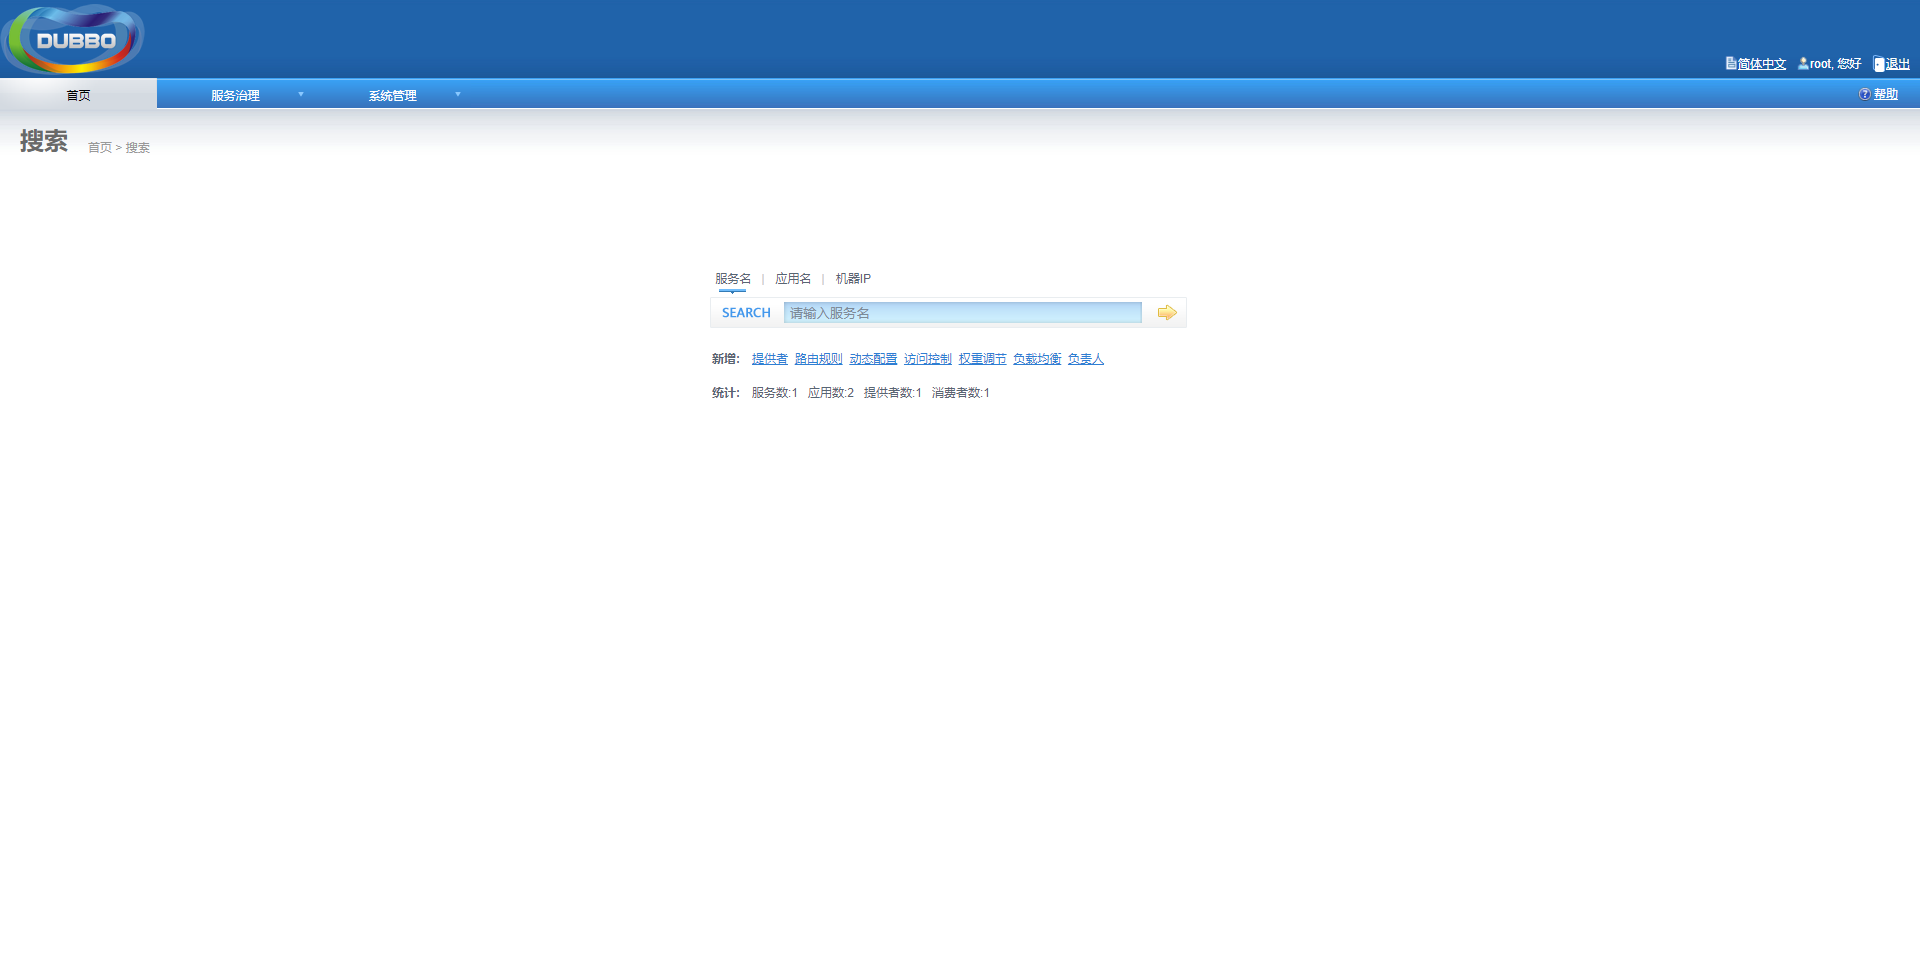 DUBBO
简体中文 root, 您好 退出
首页 服务治理 系统管理 帮助
搜索 首页 > 搜索
服务名 | 应用名 | 机器IP
SEARCH 请输入服务名
新增: 提供者 路由规则 动态配置 访问控制 权重调节 负载均衡 负责人
统计: 服务数:1 应用数:2 提供者数:1 消费者数:1